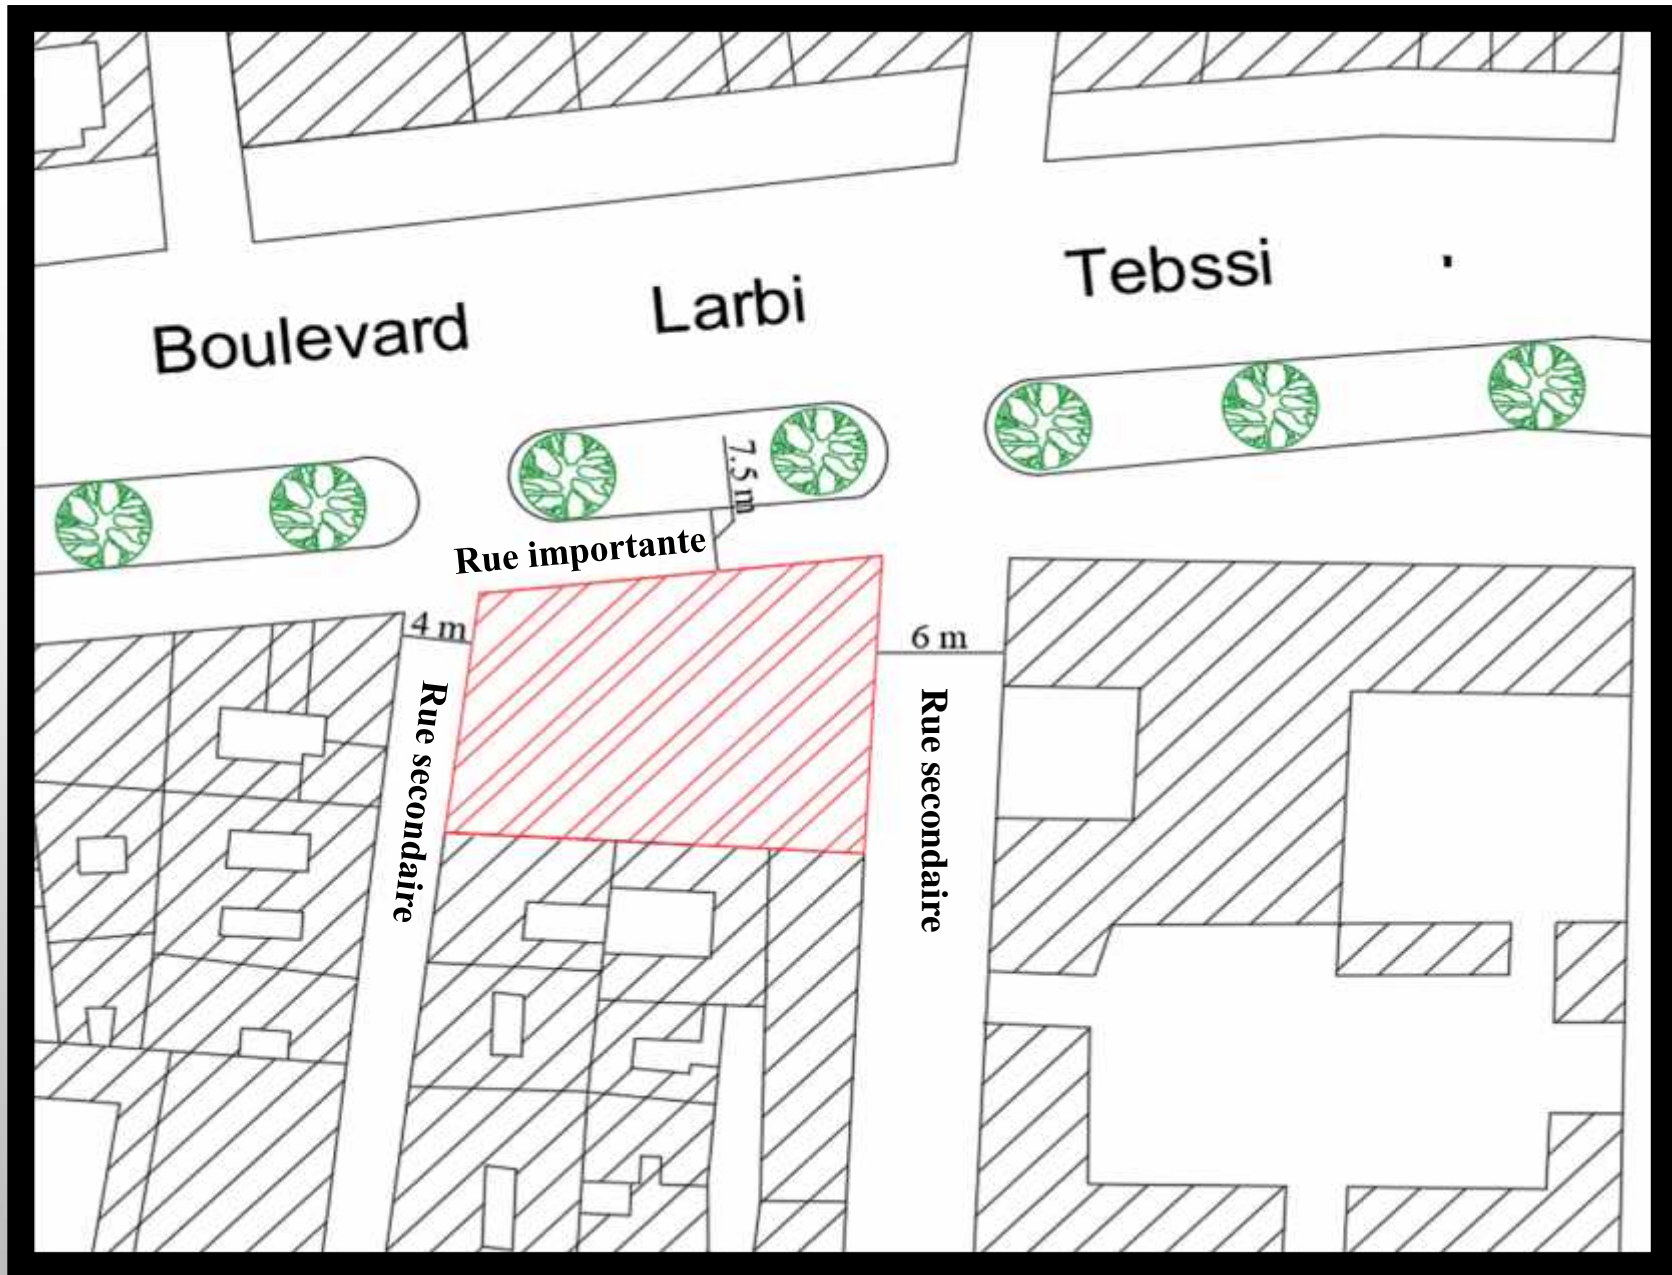 Boulevard Larbi Tebssi
7.5 m
Rue importante
4 m
6 m
Rue secondaire
Rue secondaire